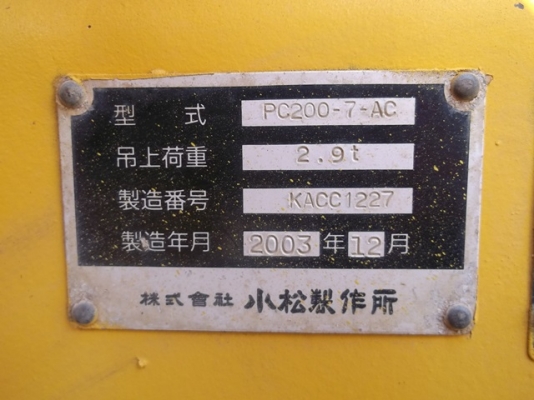 型 式 PC200-7-AC
吊上荷重 2.9t
製造番号 KACC1227
製造年月 2003年12月
株式會社 小松製作所